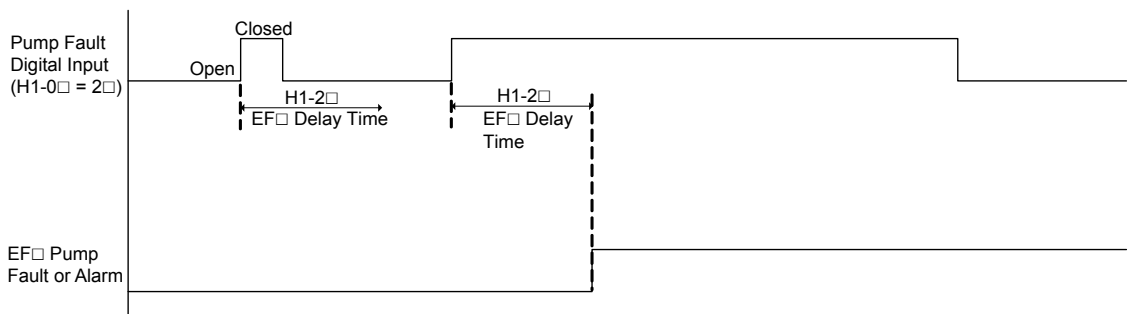 Closed
Pump Fault
Digital Input
(H1-0□ = 2□)
Open
H1-2□
EF□ Delay Time
H1-2□
EF□ Delay
Time
EF□ Pump
Fault or Alarm